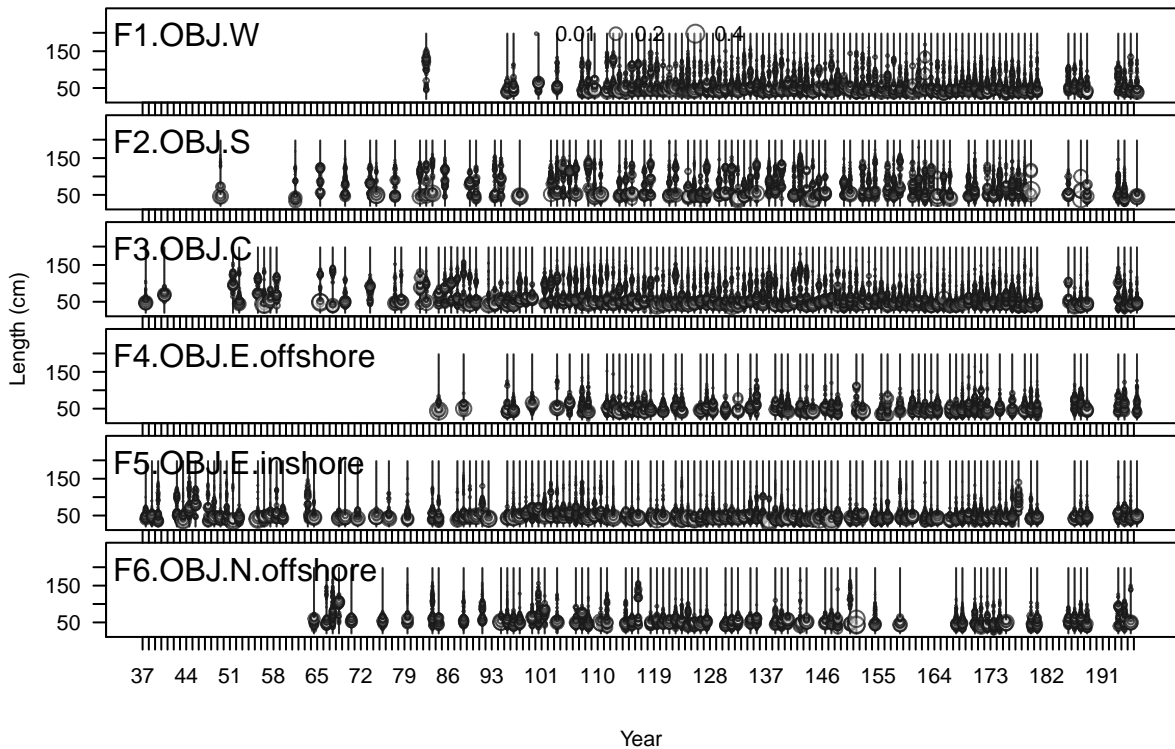 F1.OBJ.W
0.01 0.2 0.4
150
50
F2.OBJ.S
150
50
F3.OBJ.C
150
50
Length (cm)
F4.OBJ.E.offshore
150
50
F5.OBJ.E.inshore
150
50
F6.OBJ.N.offshore
150
50
37 44 51 58 65 72 79 86 93 101 110 119 128 137 146 155 164 173 182 191
Year